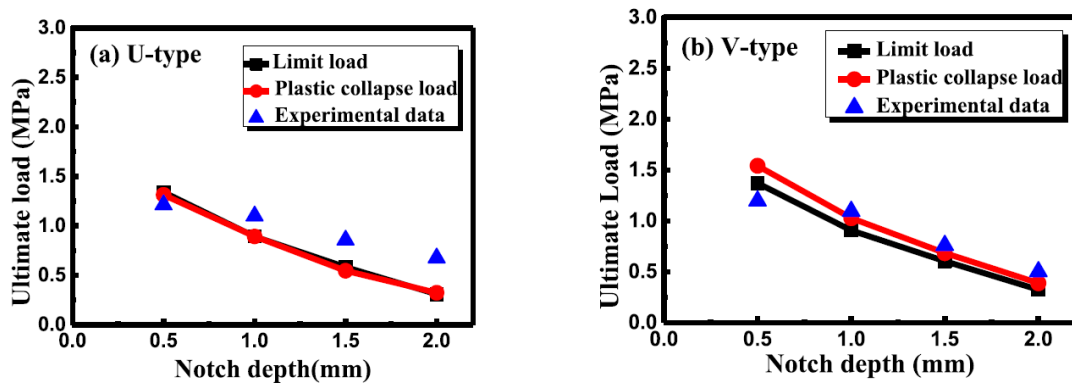 (a) U-type
Limit load
Plastic collapse load
Experimental data
Ultimate load (MPa)
3.0
2.5
2.0
1.5
1.0
0.5
0.0
0.0 0.5 1.0 1.5 2.0
Notch depth(mm)
(b) V-type
Limit load
Plastic collapse load
Experimental data
Ultimate Load (MPa)
3.0
2.5
2.0
1.5
1.0
0.5
0.0
0.0 0.5 1.0 1.5 2.0
Notch depth (mm)